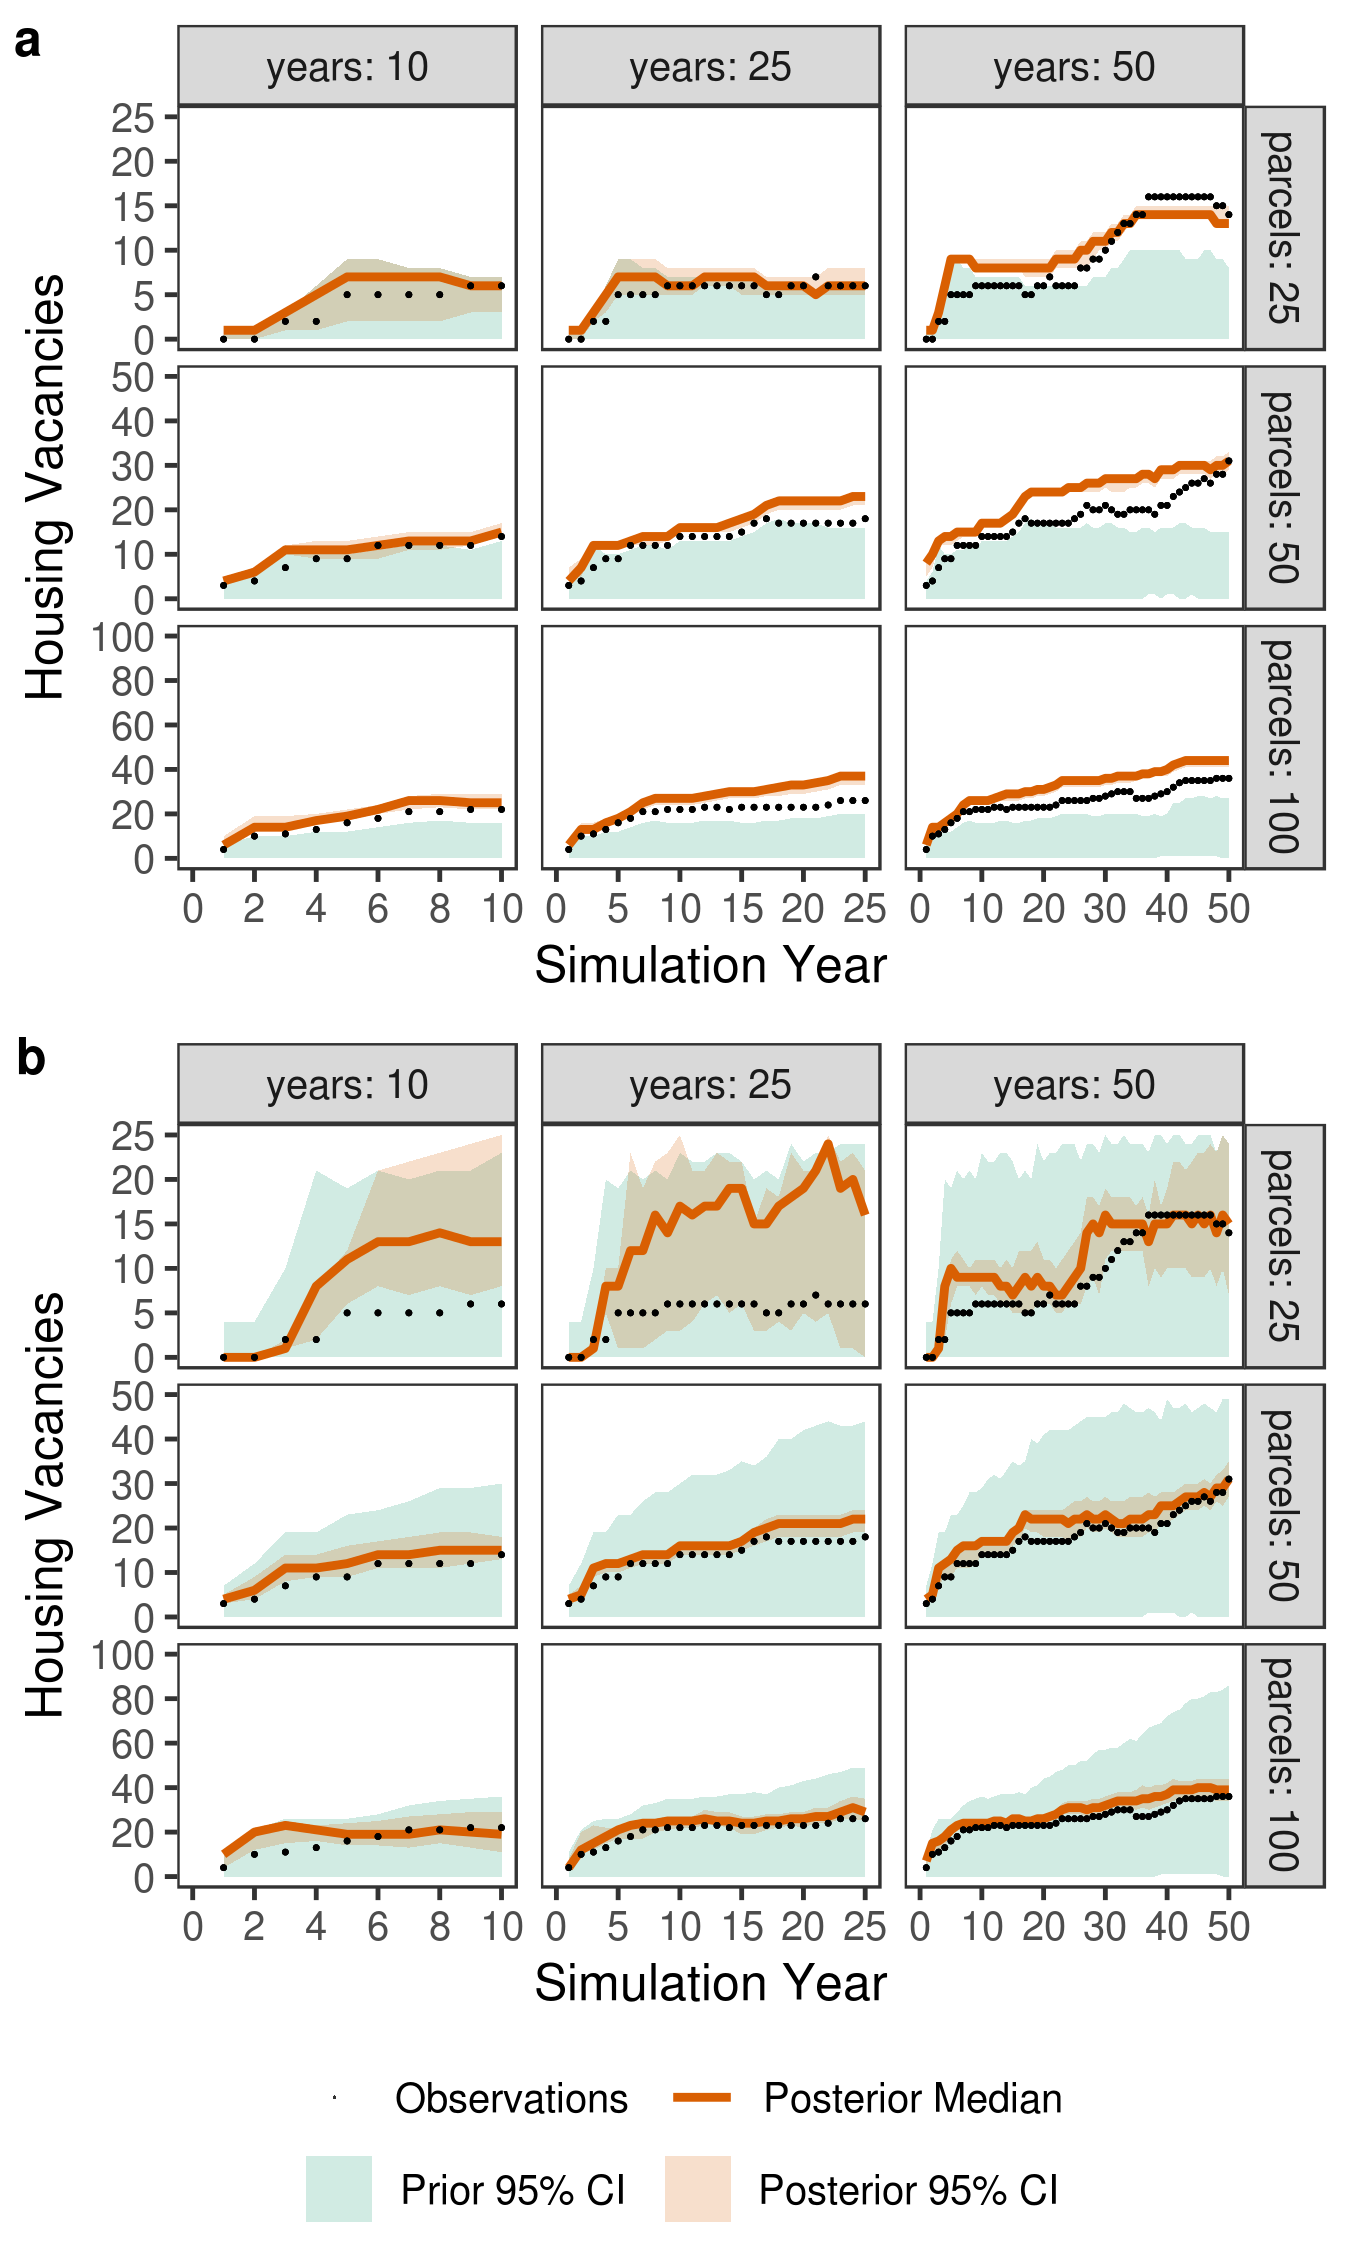 a
years: 10 years: 25 years: 50
25
20
15
10
5
0
parcels: 25
50
40
30
20
10
0
parcels: 50
100
80
60
40
20
0
parcels: 100
Housing Vacancies
0 2 4 6 8 10 0 5 10 15 20 25 0 10 20 30 40 50
Simulation Year
b
years: 10 years: 25 years: 50
25
20
15
10
5
0
parcels: 25
50
40
30
20
10
0
parcels: 50
100
80
60
40
20
0
parcels: 100
Housing Vacancies
0 2 4 6 8 10 0 5 10 15 20 25 0 10 20 30 40 50
Simulation Year
Observations Posterior Median
Prior 95% CI Posterior 95% CI